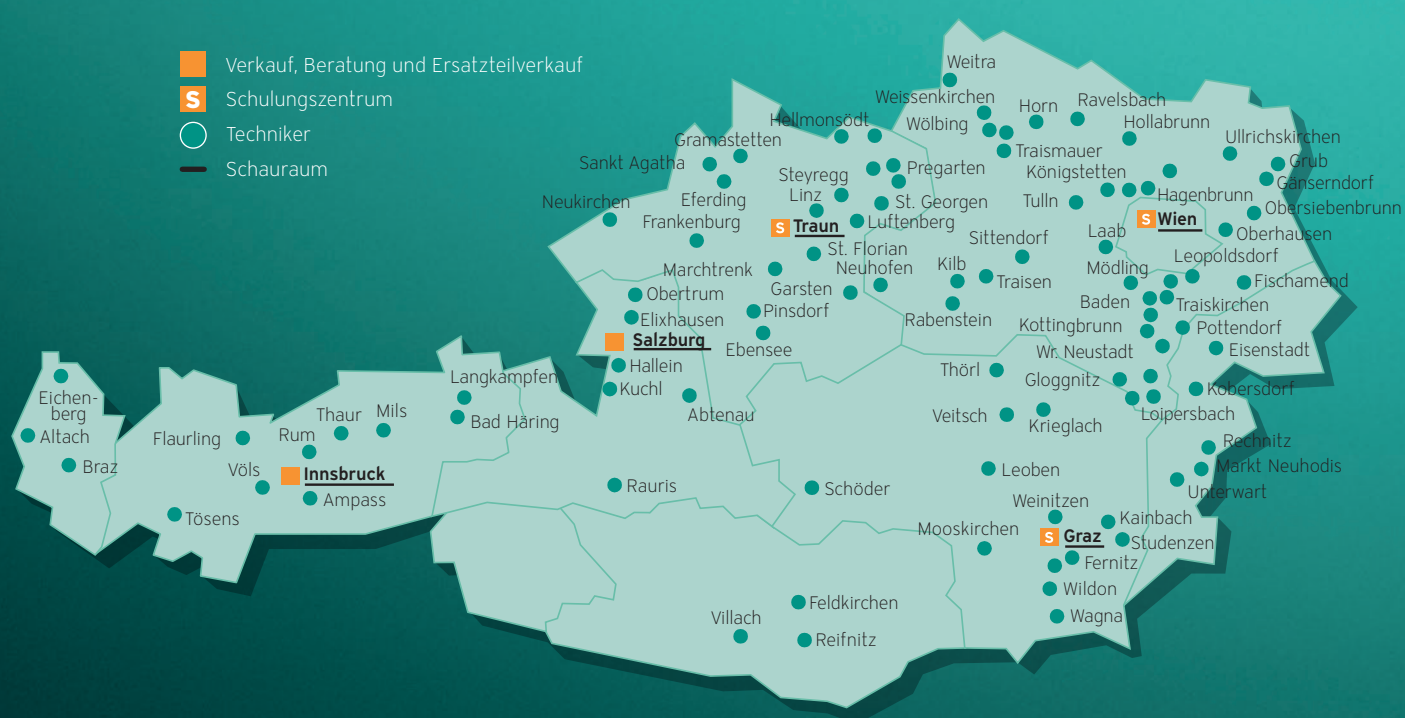 Verkauf, Beratung und Ersatzteilverkauf
S Schulungszentrum
Techniker
Schauraum
Weitra
Weissenkirchen
Horn
Ravelsbach
Wölbing
Hollabrunn
Hellmonsödt
Gramastetten
Ullrichskirchen
Sankt Agatha
Traismauer
Grub
Pregarten
Königstetten
Steyregg
Gänserndorf
Linz
Hagenbrunn
Neukirchen
Eferding
St. Georgen
Tulln
Obersiebenbrunn
Frankenburg
S Traun
Luftenberg
S Wien
Laab
Oberhausen
Sittendorf
St. Florian
Leopoldsdorf
Marchtrenk
Neuhofen
Kilb
Mödling
Traisen
Fischamend
Obertrum
Garsten
Baden
Traiskirchen
Pinsdorf
Elixhausen
Rabenstein
Kottingbrunn
Pottendorf
Salzburg
Ebensee
Wr. Neustadt
Eisenstadt
Hallein
Thörl
Gloggnitz
Langkampfen
Kuchl
Kobersdorf
Eichen-
berg
Abtenau
Veitsch
Krieglach
Loipersbach
Thaur
Mils
Bad Häring
Altach
Flaurling
Rum
Rechnitz
Braz
Völs
Innsbruck
Leoben
Markt Neuhodis
Rauris
Schöder
Unterwart
Ampass
Weinitzen
Tösens
Kainbach
Mooskirchen
S Graz
Studenzen
Fernitz
Wildon
Feldkirchen
Villach
Wagna
Reifnitz